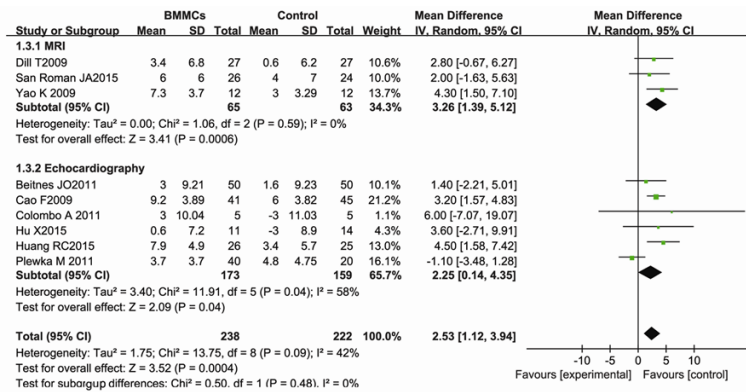 BMMCs Control Mean Difference Mean Difference
Study or Subgroup Mean SD Total Mean SD Total Weight IV, Random, 95% CI IV, Random, 95% CI
1.3.1 MRI
Dill T2009 3.4 6.8 27 0.6 6.2 27 10.6% 2.80 [-0.67, 6.27]
San Roman JA2015 6 6 26 4 7 24 10.0% 2.00 [-1.63, 5.63]
Yao K 2009 7.3 3.7 12 3 3.29 12 13.7% 4.30 [1.50, 7.10]
Subtotal (95% CI) 65 63 34.3% 3.26 [1.39, 5.12]
Heterogeneity: Tau² = 0.00; Chi² = 1.06, df = 2 (P = 0.59); I² = 0%
Test for overall effect: Z = 3.41 (P = 0.0006)
1.3.2 Echocardiography
Beitnes JO2011 3 9.21 50 1.6 9.23 50 10.1% 1.40 [-2.21, 5.01]
Cao F2009 9.2 3.89 41 6 3.82 45 21.2% 3.20 [1.57, 4.83]
Colombo A 2011 3 10.04 5 -3 11.03 5 1.1% 6.00 [-7.07, 19.07]
Hu X2015 0.6 7.2 11 -3 8.9 14 4.3% 3.60 [-2.71, 9.91]
Huang RC2015 7.9 4.9 26 3.4 5.7 25 13.0% 4.50 [1.58, 7.42]
Plewka M 2011 3.7 3.7 40 4.8 4.75 20 16.1% -1.10 [-3.48, 1.28]
Subtotal (95% CI) 173 159 65.7% 2.25 [0.14, 4.35]
Heterogeneity: Tau² = 3.40; Chi² = 11.91, df = 5 (P = 0.04); I² = 58%
Test for overall effect: Z = 2.09 (P = 0.04)
Total (95% CI) 238 222 100.0% 2.53 [1.12, 3.94]
Heterogeneity: Tau² = 1.75; Chi² = 13.75, df = 8 (P = 0.09); I² = 42%
-10 -5 0 5 10
Test for overall effect: Z = 3.52 (P = 0.0004)
Favours [experimental] Favours [control]
Test for subgroup differences: Chi² = 0.50, df = 1 (P = 0.48), I² = 0%